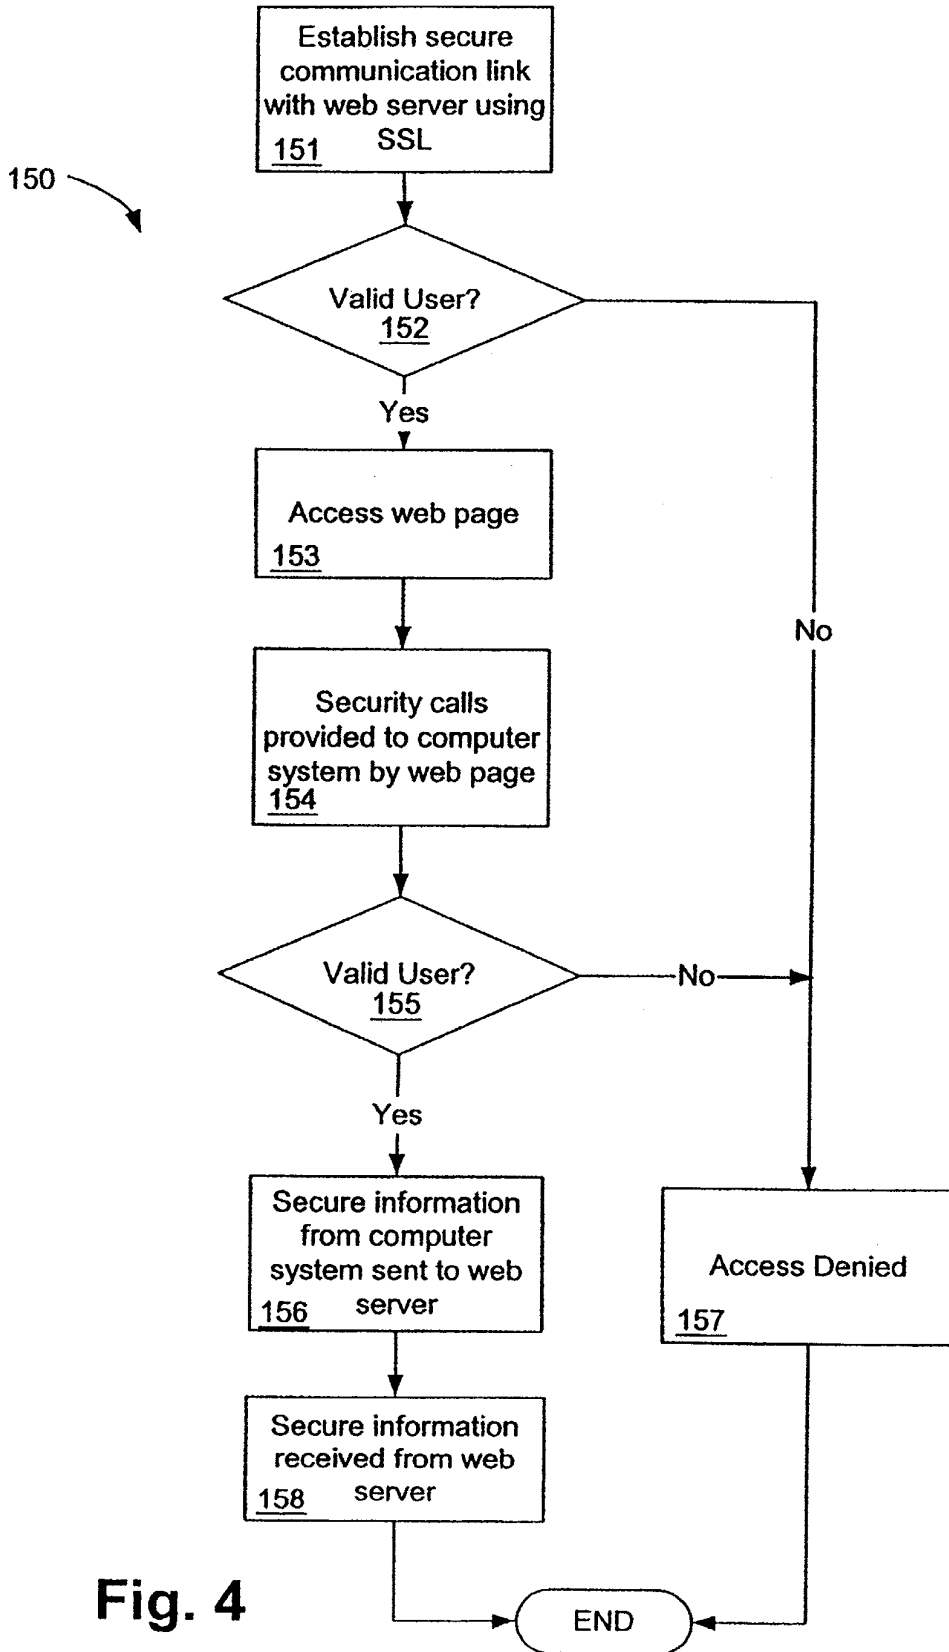 Establish secure
communication link
with web server using
SSL
151
150
Valid User?
152
Yes
Access web page
153
No
Security calls
provided to computer
system by web page
154
Valid User?
155
No
Yes
Secure information
from computer
system sent to web
server
156
Access Denied
157
Secure information
received from web
server
158
Fig. 4
END